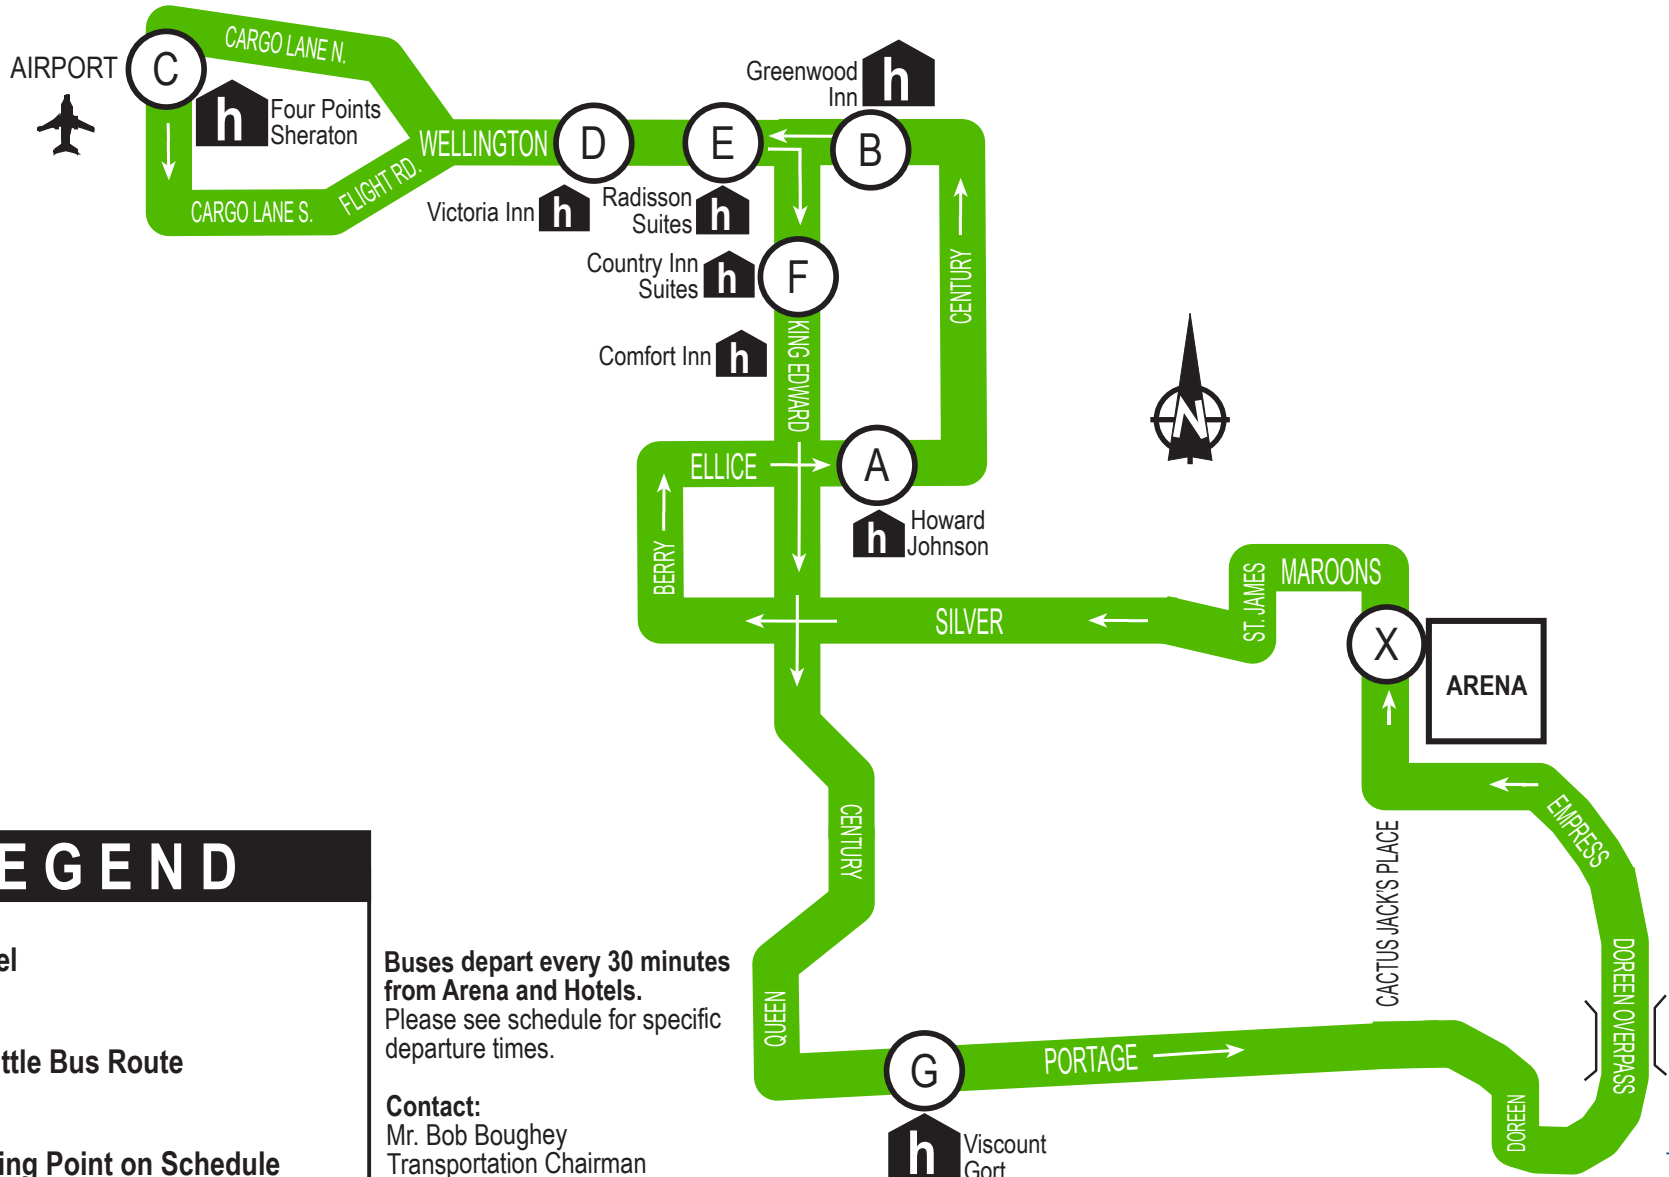 CARGO LANE N.
AIRPORT
C
h
Four Points
Sheraton
CARGO LANE S.
FLIGHT RD.
WELLINGTON
D
E
B
Greenwood
Inn
h
Victoria Inn
h
Radisson
Suites
h
Country Inn
Suites
h
F
CENTURY
Comfort Inn
h
KING EDWARD
N
ELLICE
A
h
Howard
Johnson
BERRY
SILVER
ST. JAMES
MAROONS
X
ARENA
CENTURY
EMPRESS
CACTUS JACK'S PLACE
DOREEN OVERPASS
QUEEN
G
PORTAGE
DOREEN
h
Viscount
Gort
EGEND
el
ttle Bus Route
ing Point on Schedule
Buses depart every 30 minutes
from Arena and Hotels.
Please see schedule for specific
departure times.
Contact:
Mr. Bob Boughey
Transportation Chairman